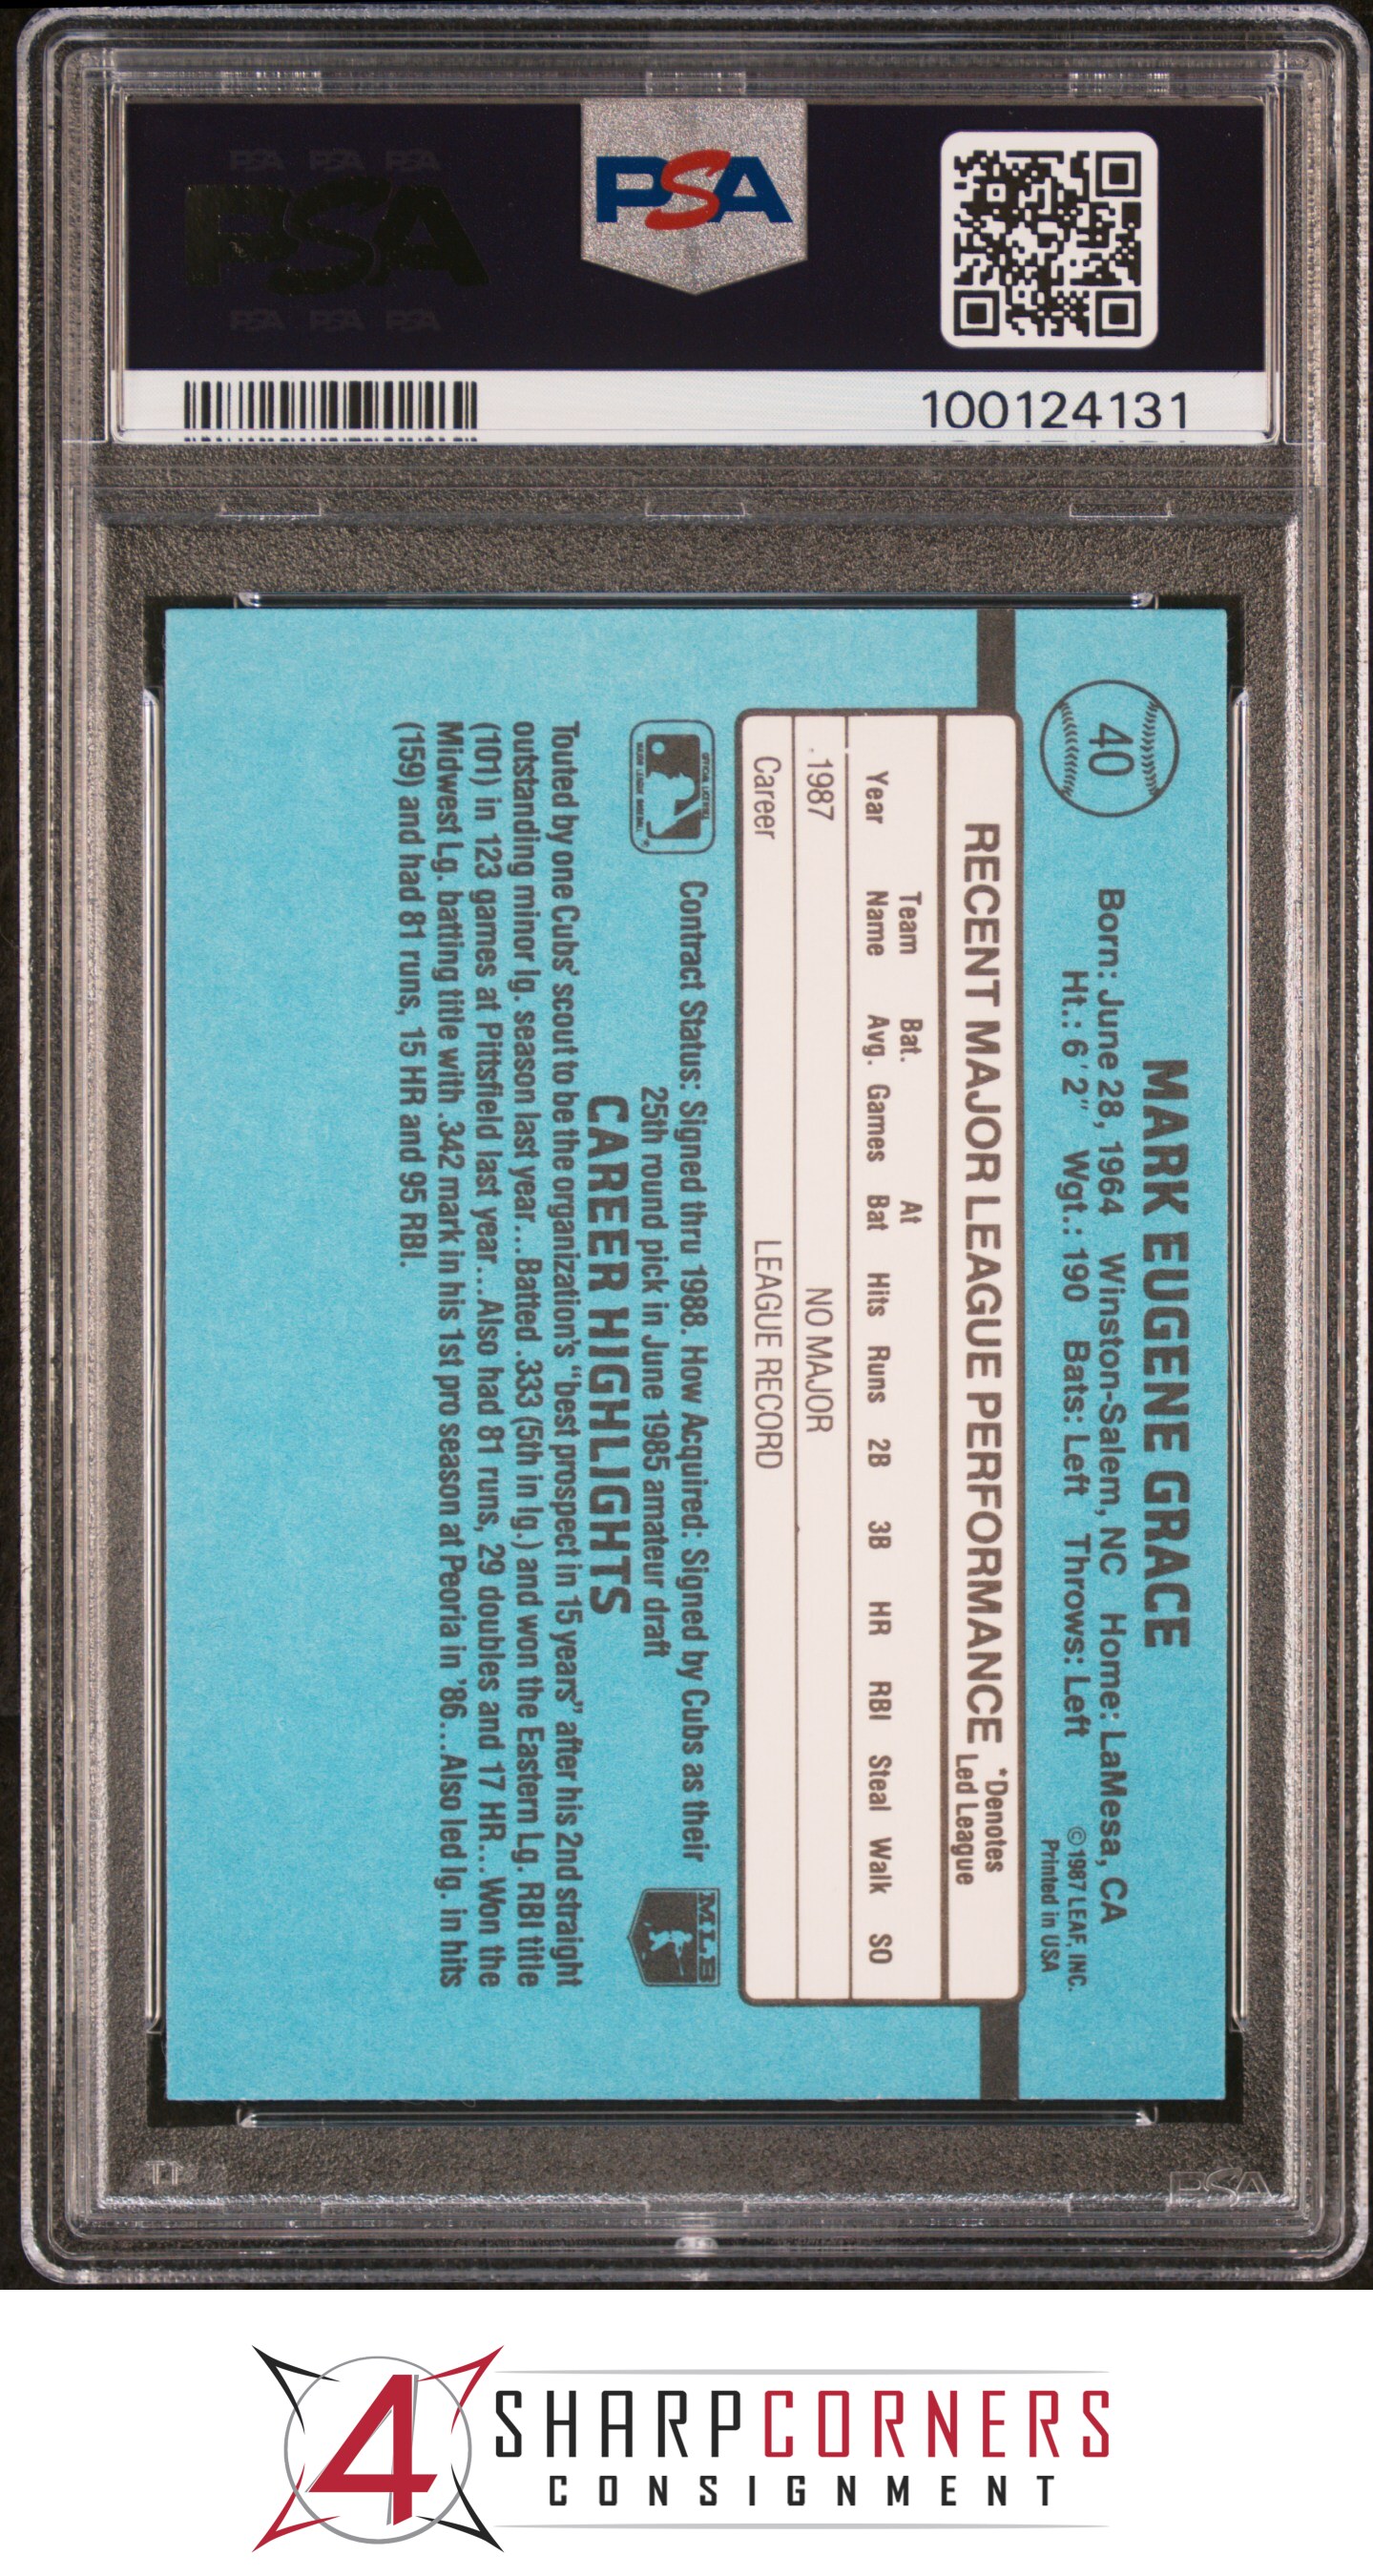 PSA PSA PSA
PSA
PSA PSA PSA
PSA
100124131
40
MARK EUGENE GRACE
Born: June 28, 1964 Winston-Salem, NC Home: LaMesa, CA
Ht.: 6' 2" Wgt.: 190 Bats: Left Throws: Left
©1987 LEAF, INC.
Printed in USA
RECENT MAJOR LEAGUE PERFORMANCE *Denotes
Led League
Team Bat. At
Year Name Avg. Games Bat Hits Runs 2B 3B HR RBI Steal Walk SO
1987 NO MAJOR
Career LEAGUE RECORD
MLB
Contract Status: Signed thru 1988. How Acquired: Signed by Cubs as their
25th round pick in June 1985 amateur draft
CAREER HIGHLIGHTS
Touted by one Cubs' scout to be the organization's "best prospect in 15 years" after his 2nd straight
outstanding minor lg. season last year...Batted .333 (5th in lg.) and won the Eastern Lg. RBI title
(101) in 123 games at Pittsfield last year...Also had 81 runs, 29 doubles and 17 HR...Won the
Midwest Lg. batting title with .342 mark in his 1st pro season at Peoria in '86...Also led lg. in hits
(159) and had 81 runs, 15 HR and 95 RBI.
PSA
4
SHARPCORNERS
CONSIGNMENT